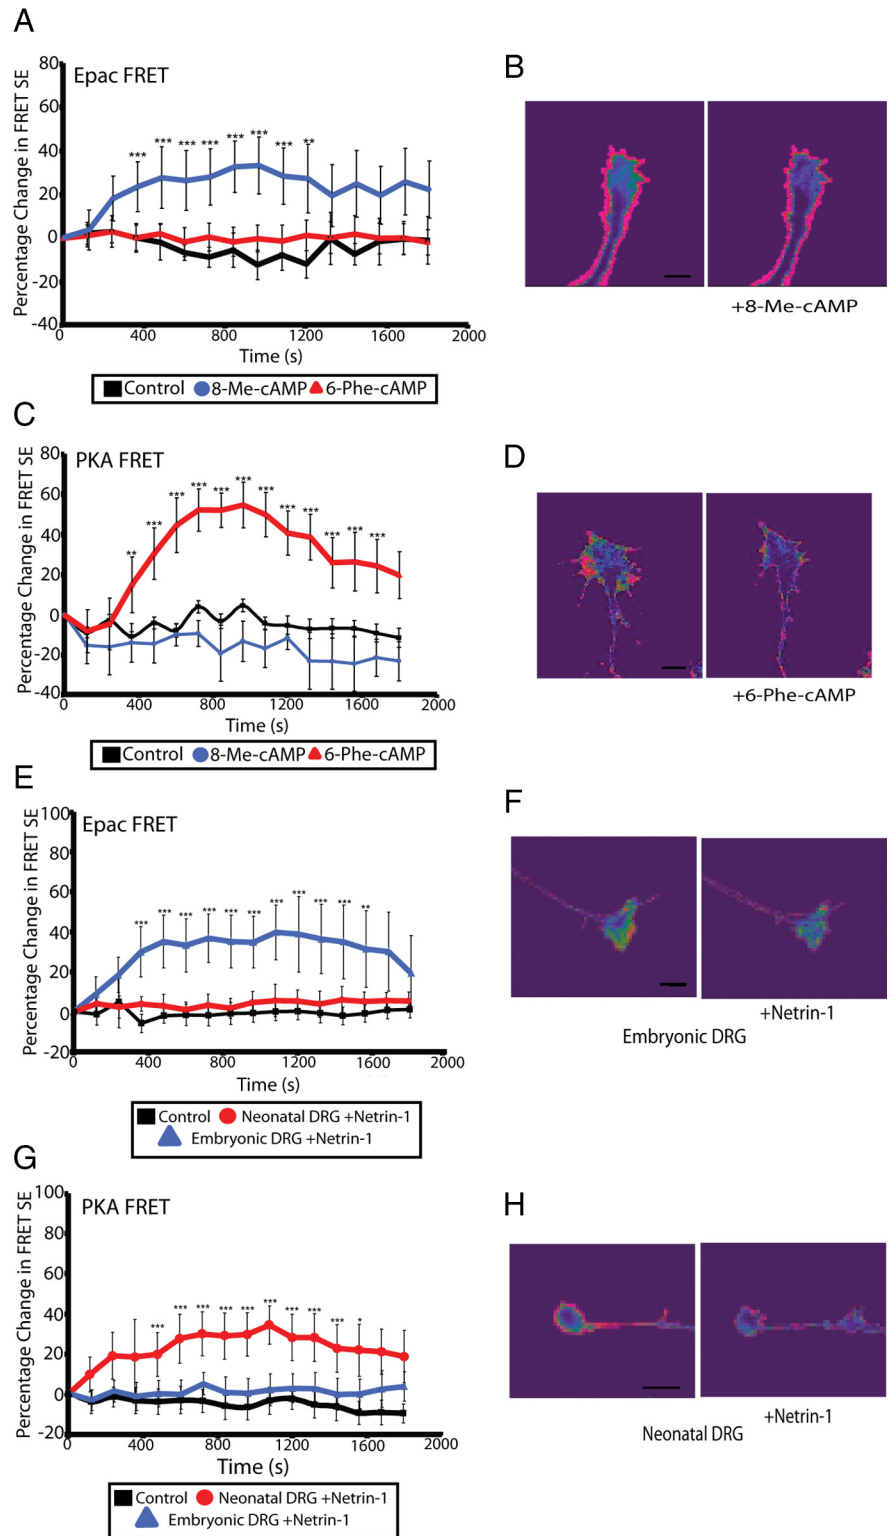 A
Percentage Change in FRET SE
Epac FRET
80
60
40
20
0
-20
-40
*** *** *** *** *** *** *** **
0 400 800 1200 1600 2000
Time (s)
Control 8-Me-cAMP 6-Phe-cAMP
B
+8-Me-cAMP
C
Percentage Change in FRET SE
PKA FRET
80
60
40
20
0
-20
-40
** *** *** *** *** *** *** *** *** *** *** ***
0 400 800 1200 1600 2000
Time (s)
Control 8-Me-cAMP 6-Phe-cAMP
D
+6-Phe-cAMP
E
Percentage Change in FRET SE
Epac FRET
100
80
60
40
20
0
-20
*** *** *** *** *** *** *** *** *** *** **
0 400 800 1200 1600 2000
Time (s)
Control Neonatal DRG +Netrin-1
Embryonic DRG +Netrin-1
F
+Netrin-1
Embryonic DRG
G
Percentage Change in FRET SE
PKA FRET
100
80
60
40
20
0
-20
*** *** *** *** *** *** *** *** *** *
0 400 800 1200 1600 2000
Time (s)
Control Neonatal DRG +Netrin-1
Embryonic DRG +Netrin-1
H
+Netrin-1
Neonatal DRG